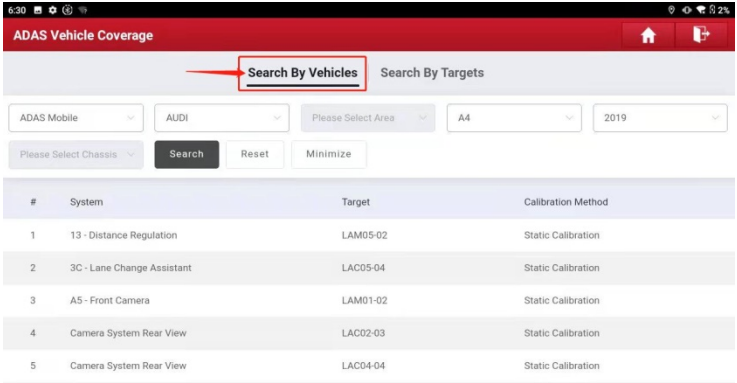 6:30 2%
ADAS Vehicle Coverage
Search By Vehicles Search By Targets
ADAS Mobile AUDI Please Select Area A4 2019
Please Select Chassis Search Reset Minimize
# System Target Calibration Method
1 13 - Distance Regulation LAM05-02 Static Calibration
2 3C - Lane Change Assistant LAC05-04 Static Calibration
3 A5 - Front Camera LAM01-02 Static Calibration
4 Camera System Rear View LAC02-03 Static Calibration
5 Camera System Rear View LAC04-04 Static Calibration